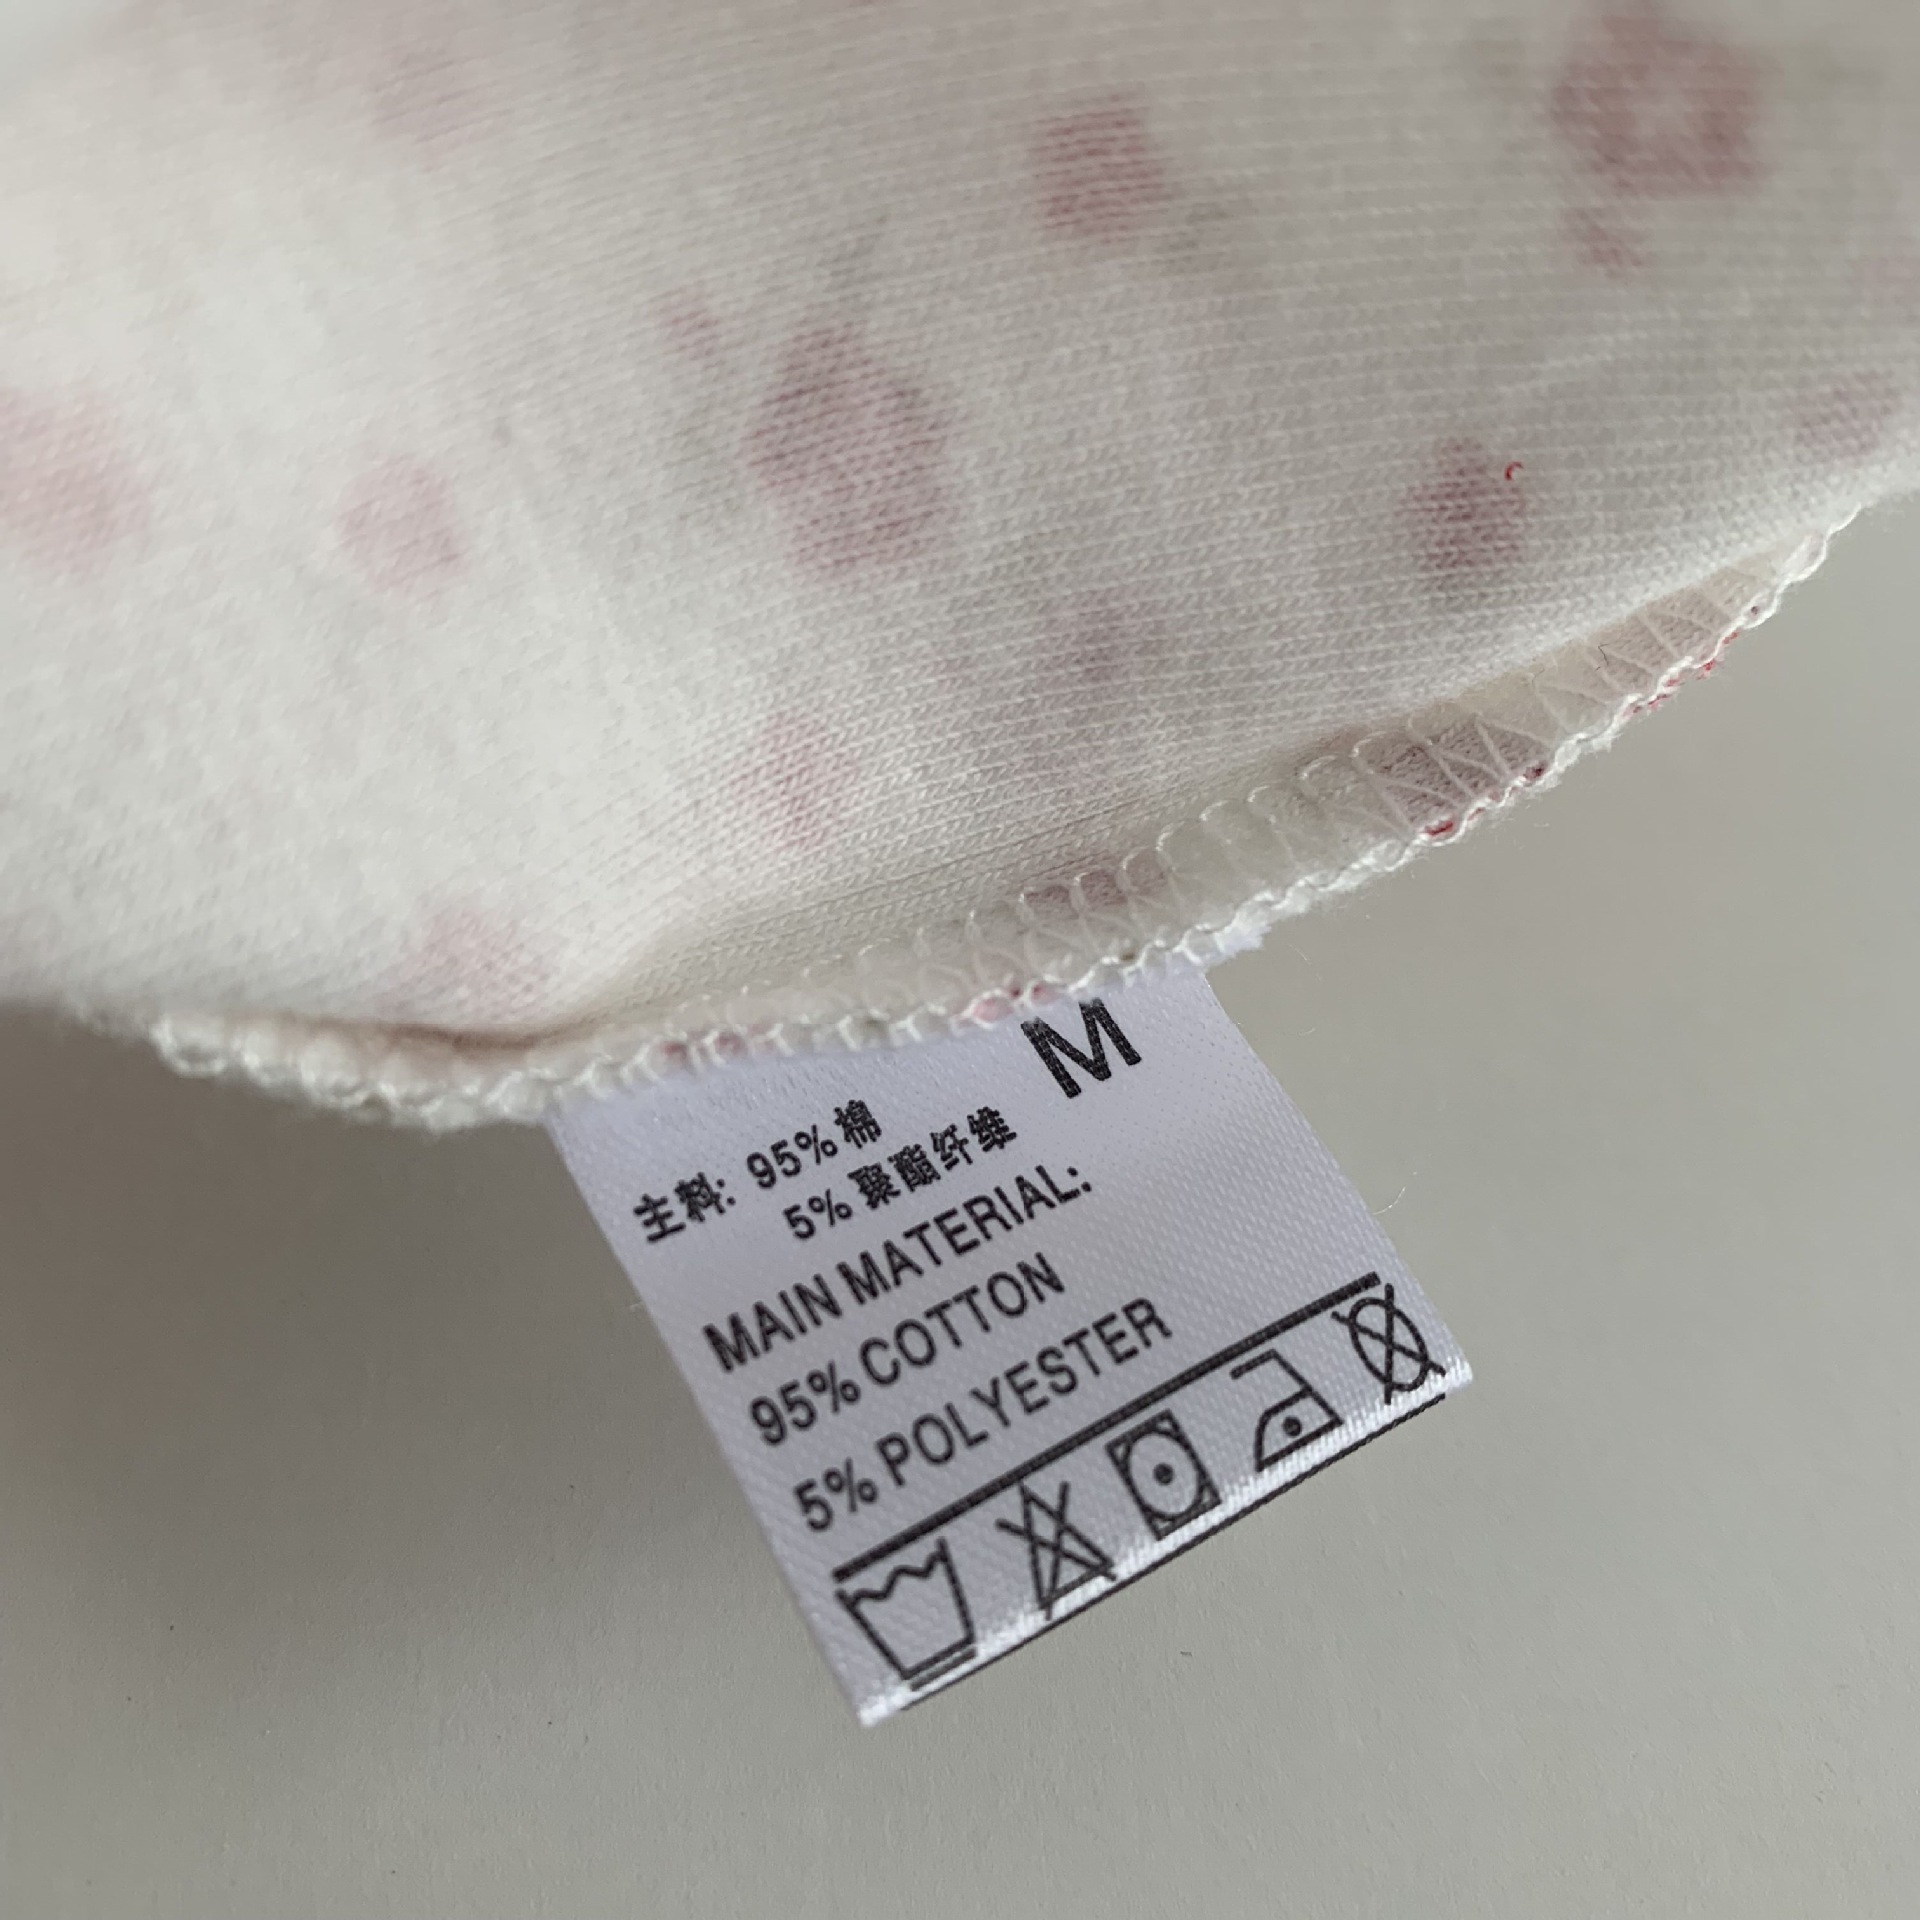 M
主料: 95% 棉
5% 聚酯纤维
MAIN MATERIAL:
95% COTTON
5% POLYESTER